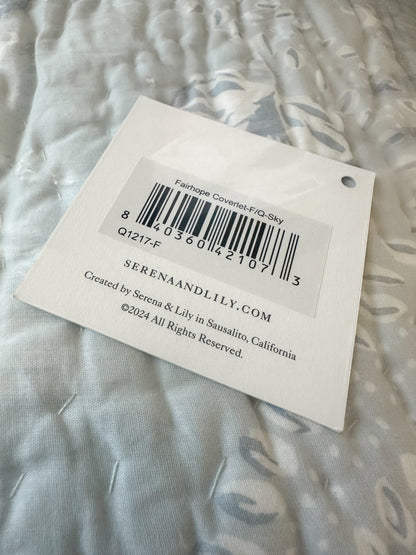 Fairhope Coverlet-F/Q-Sky
8 40360 42107 3
Q1217-F
SERENAANDLILY.COM
Created by Serena & Lily in Sausalito, California
©2024 All Rights Reserved.